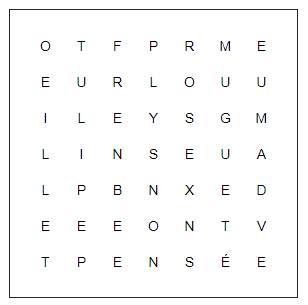 O T F P R M E
E U R L O U U
I L E Y S G M
L I N S E U A
L P B N X E D
E E E O N T V
T P E N S É E